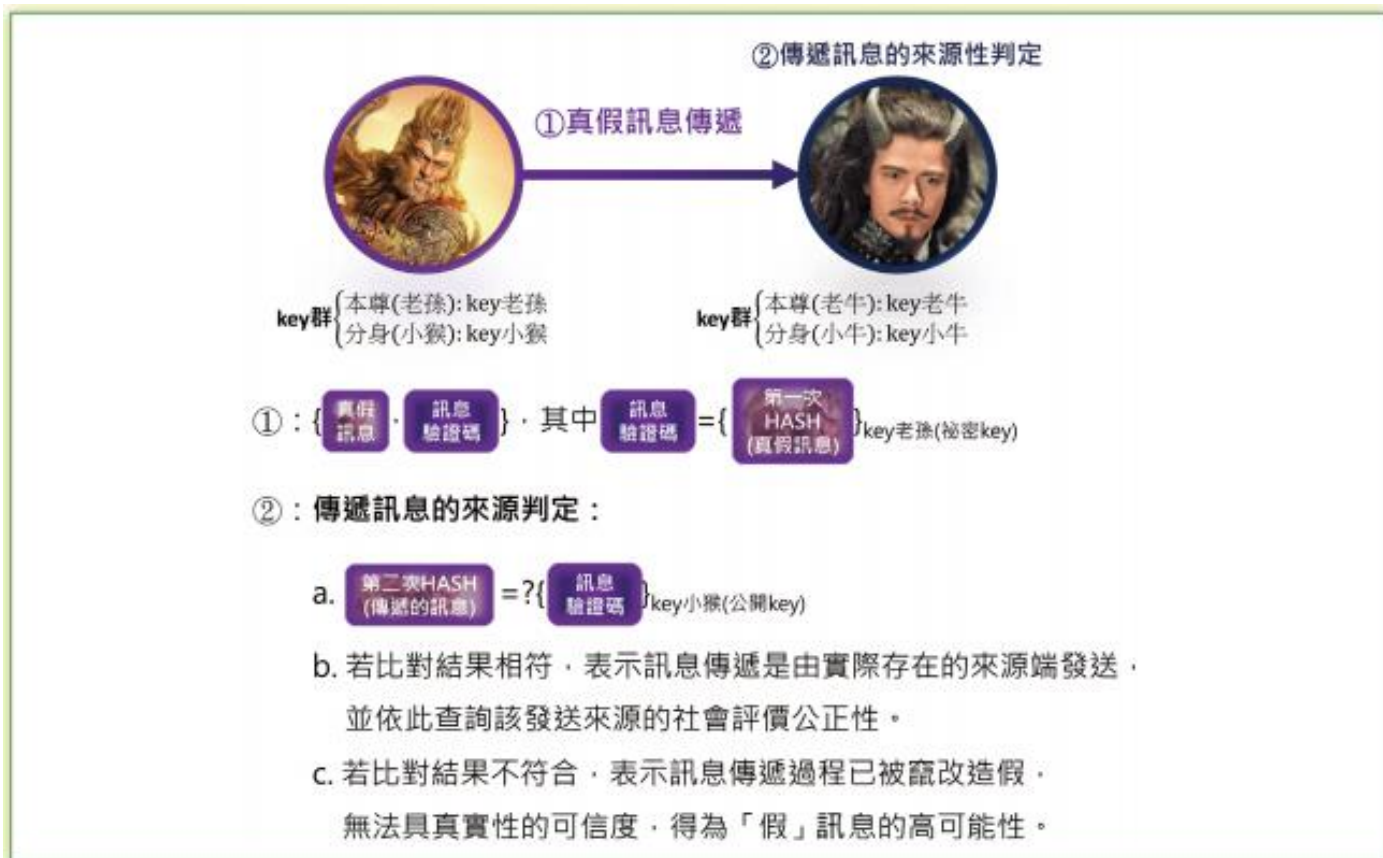 ②傳遞訊息的來源性判定
①真假訊息傳遞
key群{本尊(老孫):key老孫
分身(小猴):key小猴
key群{本尊(老牛):key老牛
分身(小牛):key小牛
①：{真假訊息，訊息驗證碼}，其中訊息驗證碼={第一次HASH(真假訊息)}key老孫(祕密key)
②：傳遞訊息的來源判定：
a. 第二次HASH(傳遞的訊息)=?{訊息驗證碼}key小猴(公開key)
b. 若比對結果相符，表示訊息傳遞是由實際存在的來源端發送，
並依此查詢該發送來源的社會評價公正性。
c. 若比對結果不符合，表示訊息傳遞過程已被竄改造假，
無法具真實性的可信度，得為「假」訊息的高可能性。